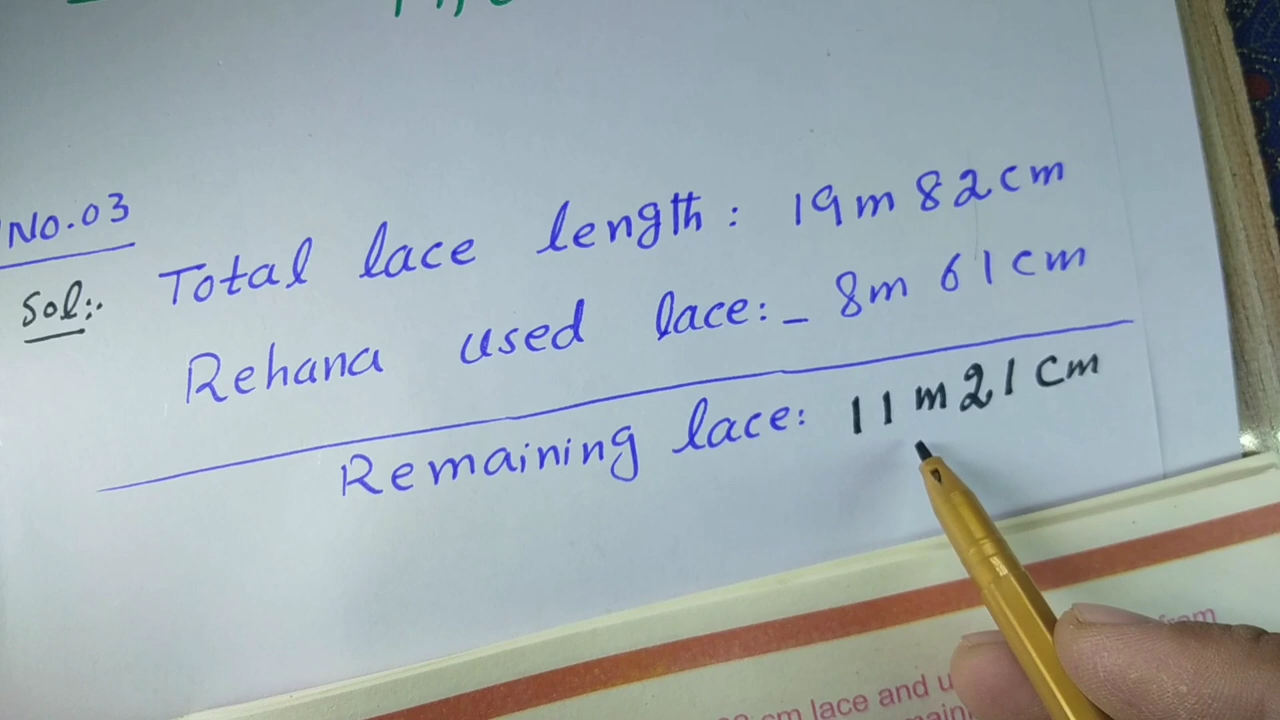 No.03
Sol:. Total lace length: 19m 82cm
Rehana used lace: - 8m 61cm
Remaining lace: 11m 21cm
from
cm lace and u